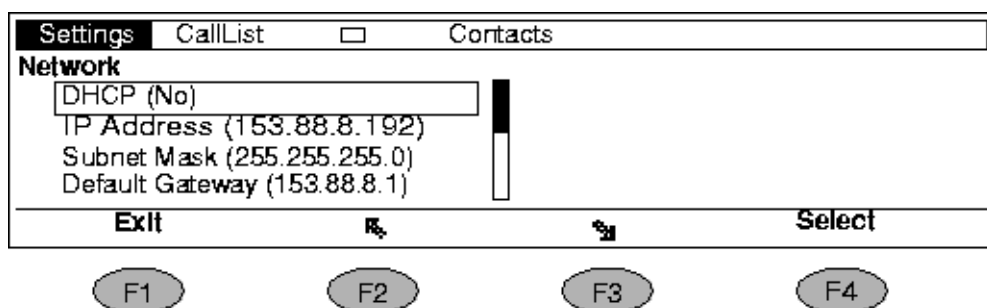 Settings CallList Contacts
Network
DHCP (No)
IP Address (153.88.8.192)
Subnet Mask (255.255.255.0)
Default Gateway (153.88.8.1)
Exit Select
F1 F2 F3 F4